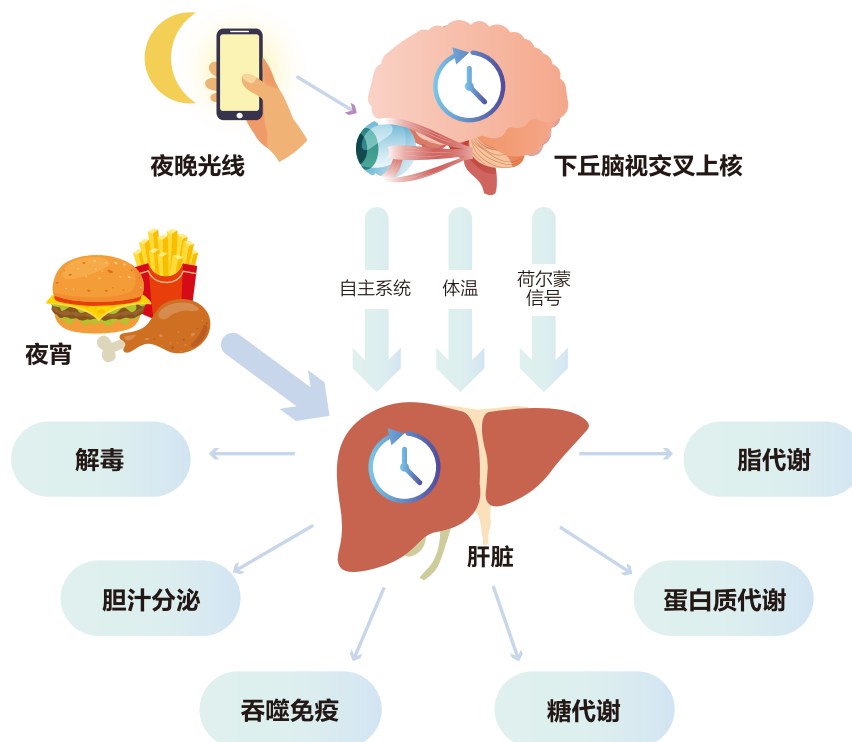 夜晚光线
下丘脑视交叉上核
自主系统
体温
荷尔蒙
信号
夜宵
解毒
脂代谢
肝脏
胆汁分泌
蛋白质代谢
吞噬免疫
糖代谢